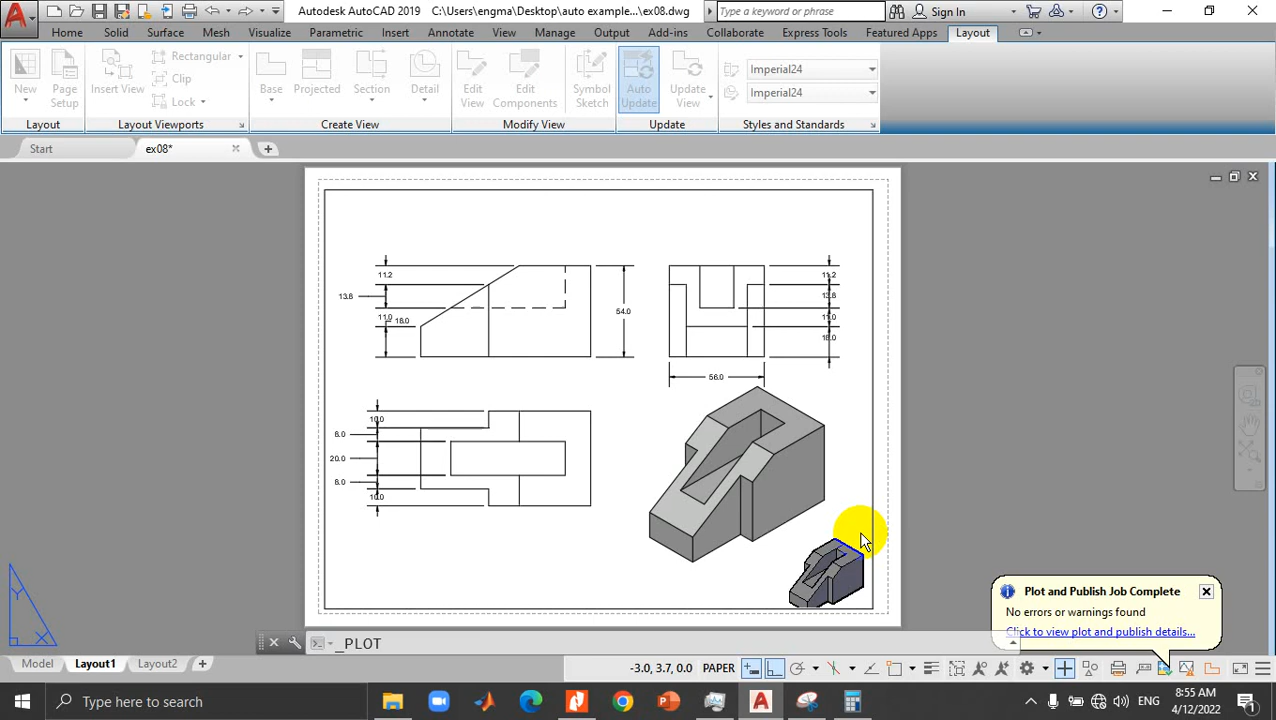 Autodesk AutoCAD 2019 C:\Users\engma\Desktop\auto example...\ex08.dwg
Type a keyword or phrase
Sign In
Home Solid Surface Mesh Visualize Parametric Insert Annotate View Manage Output Add-ins Collaborate Express Tools Featured Apps Layout
New
Page Setup
Insert View
Rectangular
Clip
Lock
Base
Projected
Section
Detail
Edit View
Edit Components
Symbol Sketch
Auto Update
Update View
Imperial24
Imperial24
Layout
Layout Viewports
Create View
Modify View
Update
Styles and Standards
Start
ex08*
11.2
13.8
11.0
18.0
54.0
11.2
13.8
11.0
18.0
56.0
10.0
8.0
20.0
8.0
10.0
Y
X
Plot and Publish Job Complete
No errors or warnings found
Click to view plot and publish details...
_PLOT
Model Layout1 Layout2
-3.0, 3.7, 0.0 PAPER
Type here to search
ENG
8:55 AM
4/12/2022
1